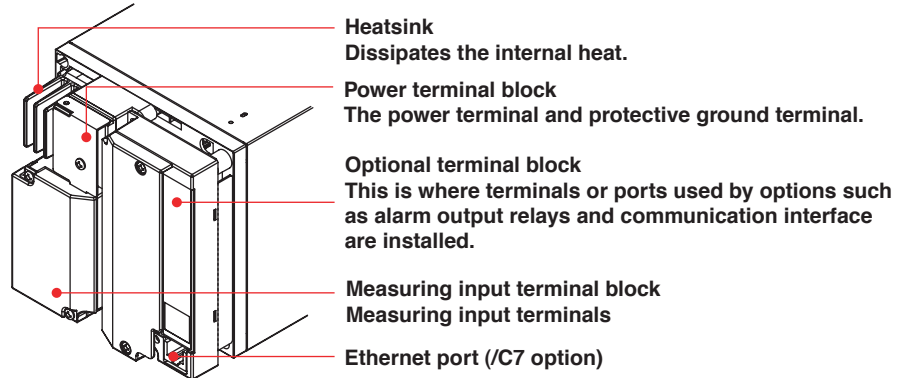 Heatsink
Dissipates the internal heat.
Power terminal block
The power terminal and protective ground terminal.
Optional terminal block
This is where terminals or ports used by options such
as alarm output relays and communication interface
are installed.
Measuring input terminal block
Measuring input terminals
Ethernet port (/C7 option)